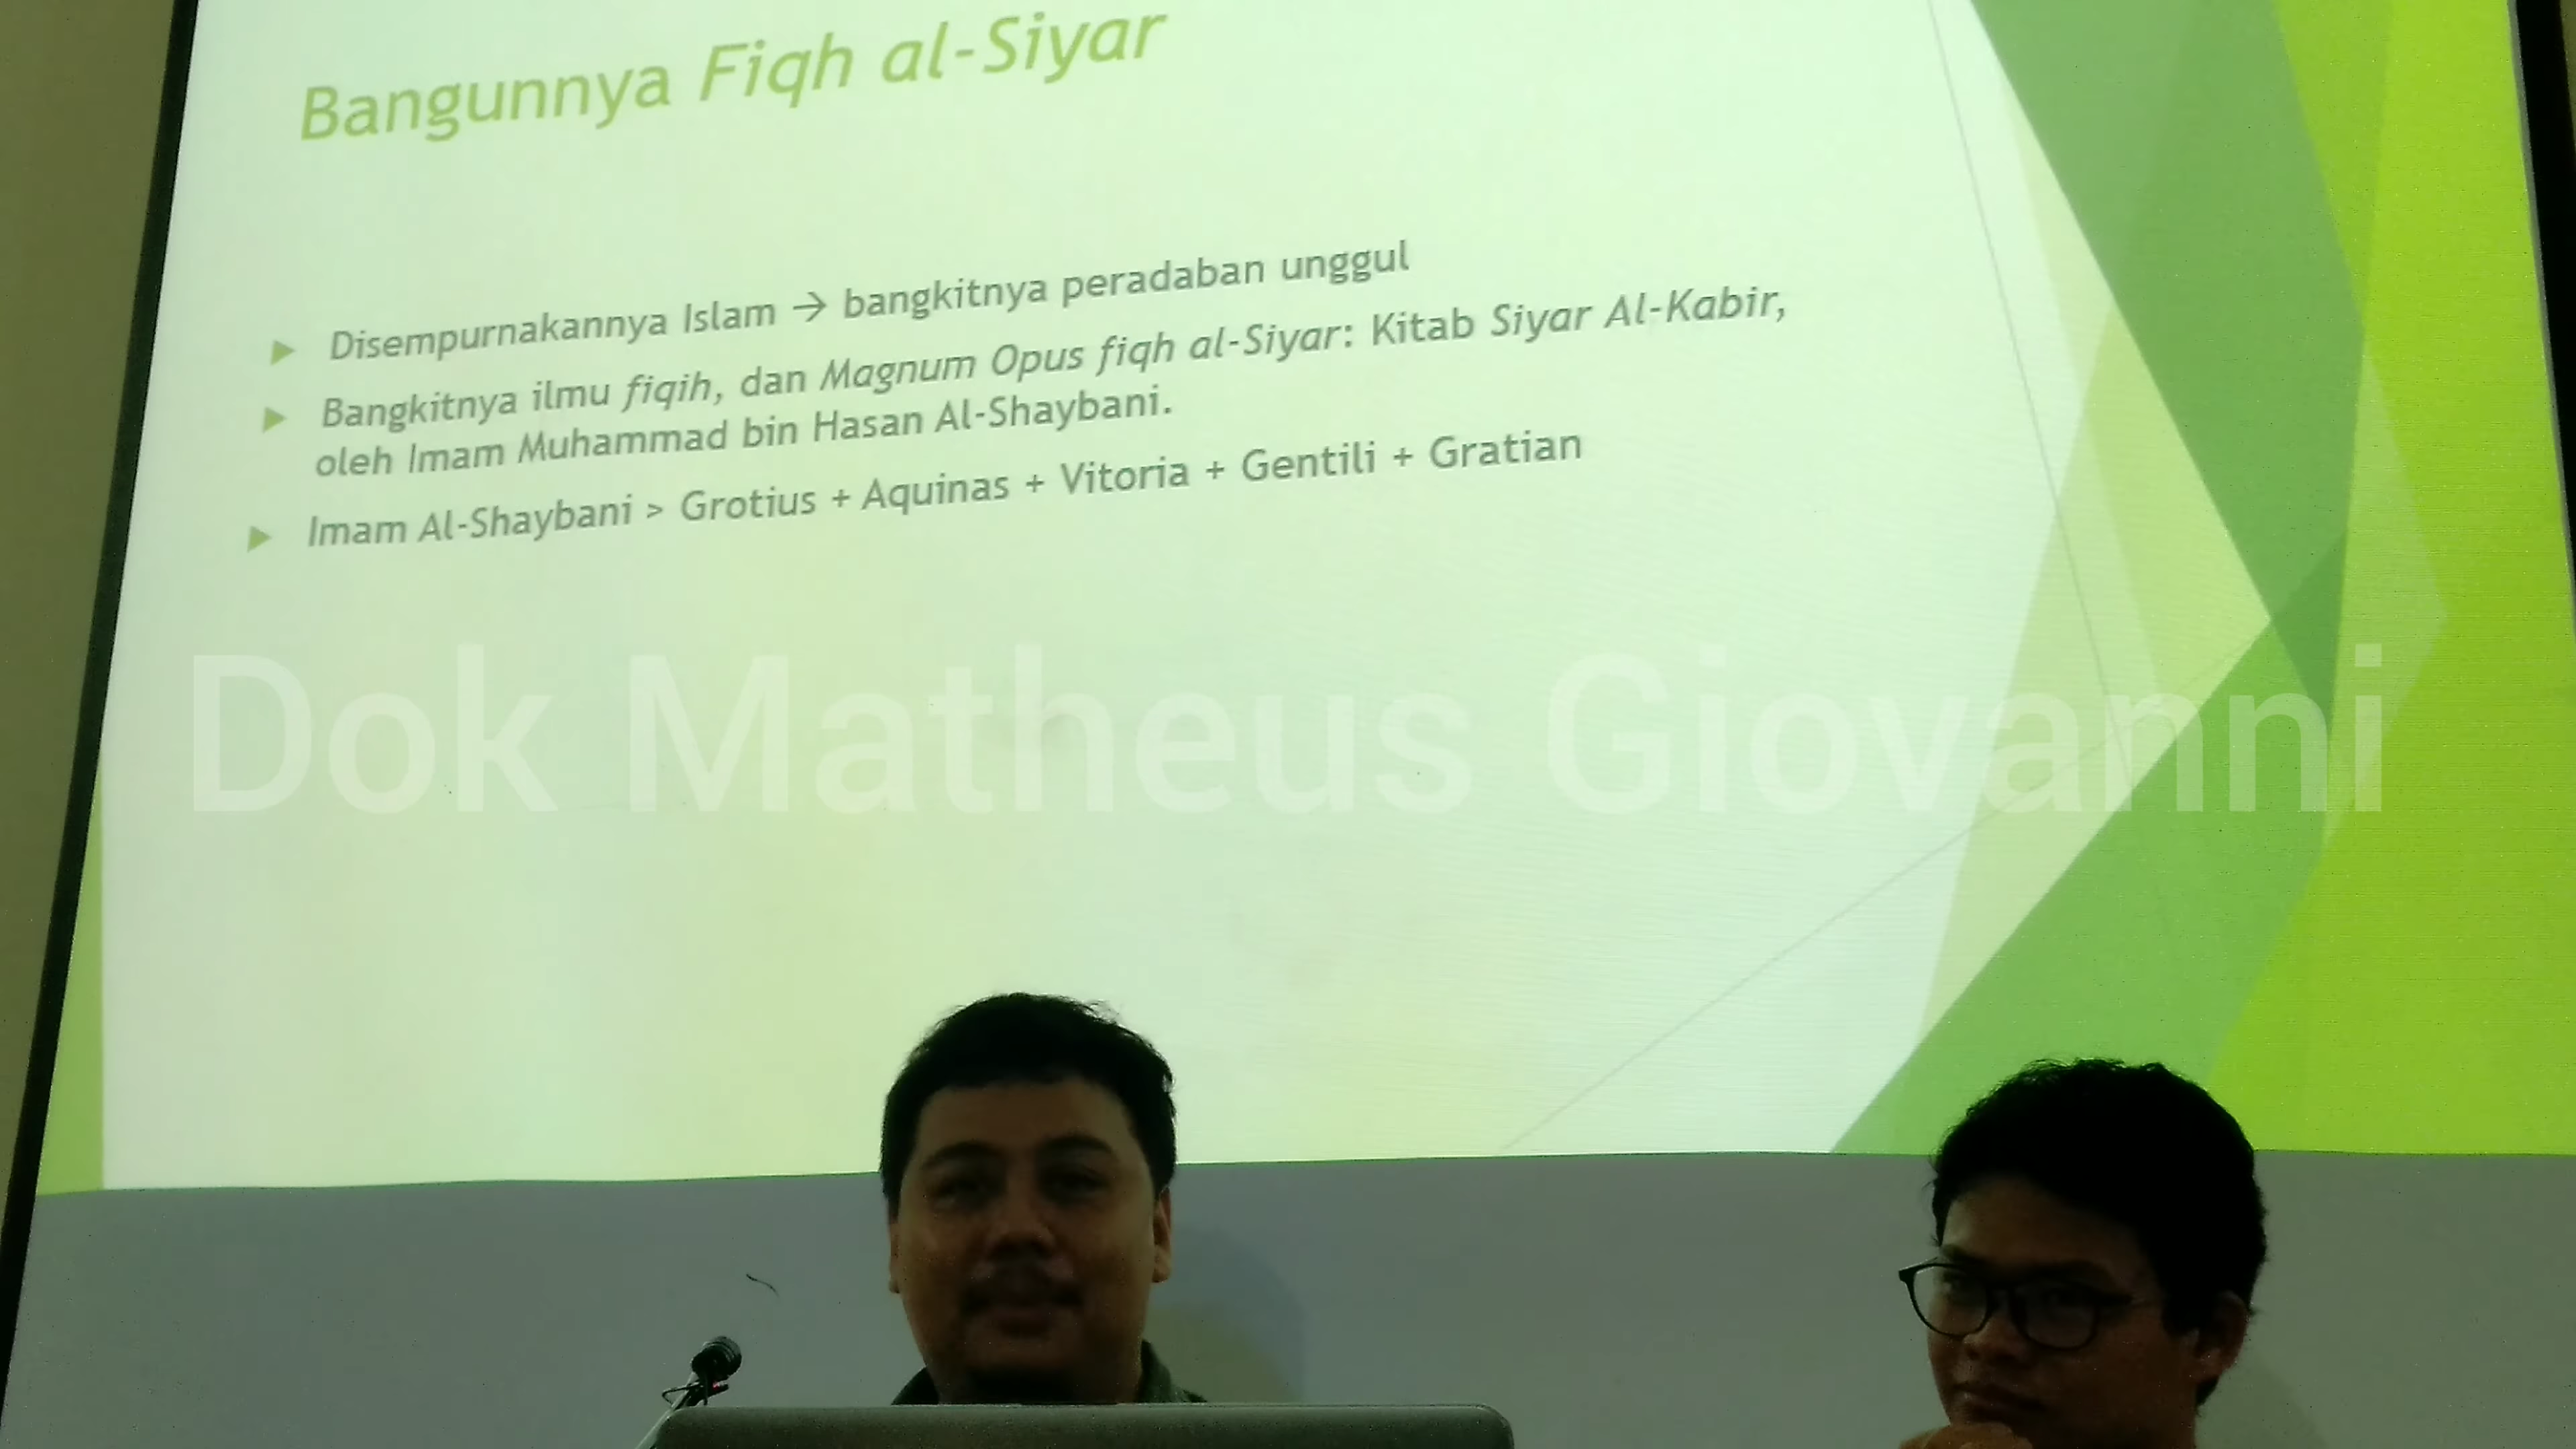 Bangunnya Fiqh al-Siyar
Disempurnakannya Islam → bangkitnya peradaban unggul
Bangkitnya ilmu fiqih, dan Magnum Opus fiqh al-Siyar: Kitab Siyar Al-Kabir,
oleh Imam Muhammad bin Hasan Al-Shaybani.
Imam Al-Shaybani > Grotius + Aquinas + Vitoria + Gentili + Gratian
Dok Matheus Giovanni